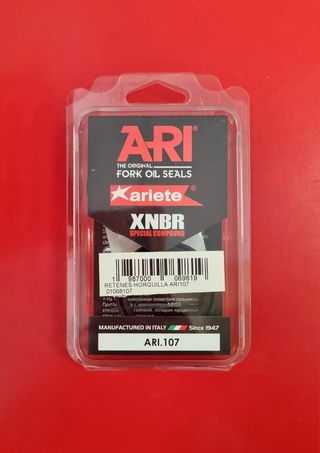 ARI®
THE ORIGINAL
FORK OIL SEALS
ariete®
XNBR
SPECIAL COMPOUND
1 987000 069819
RETENES HORQUILLA ARI107
01068107
MANUFACTURED IN ITALY Since 1947
ARI.107